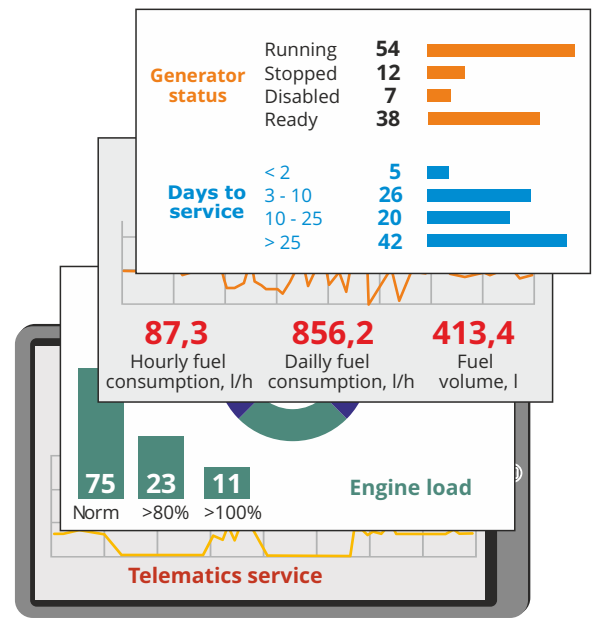 Generator status
Running 54
Stopped 12
Disabled 7
Ready 38
Days to service
< 2 5
3 - 10 26
10 - 25 20
> 25 42
87,3 856,2 413,4
Hourly fuel Dailly fuel Fuel
consumption, l/h consumption, l/h volume, l
75 23 11
Norm >80% >100%
Engine load
Telematics service